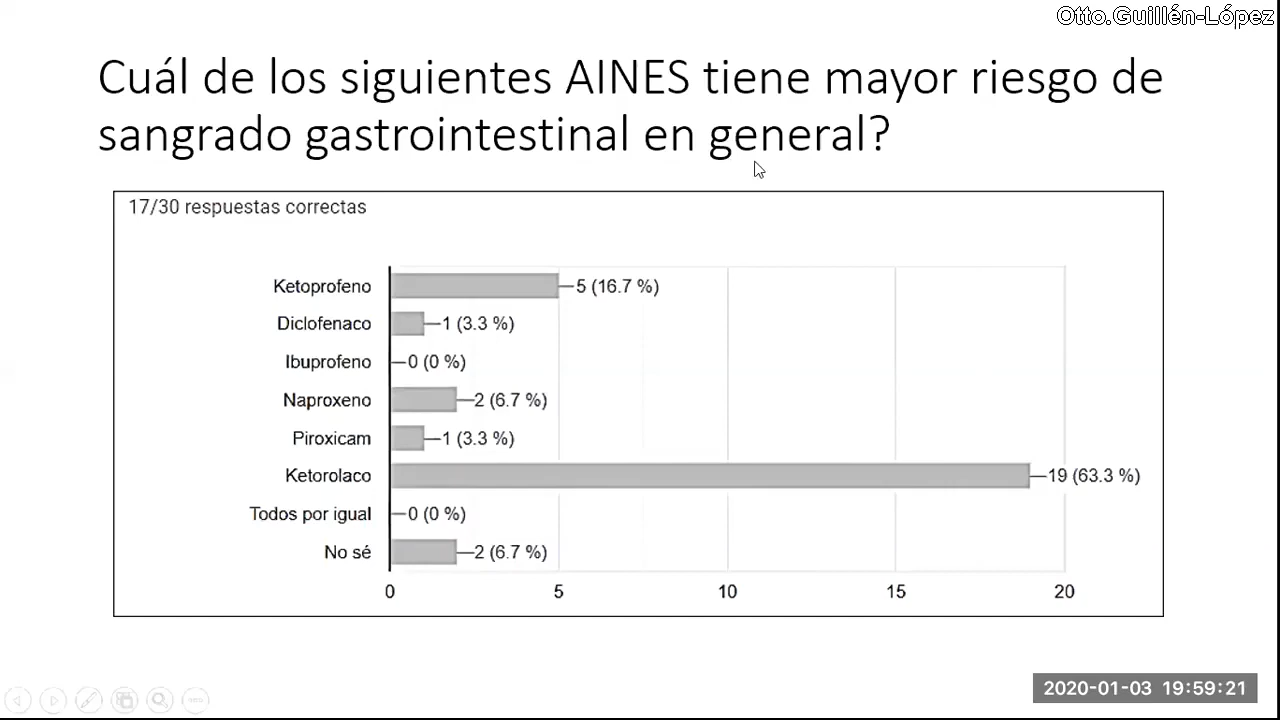 Otto.Guillén-López
Cuál de los siguientes AINES tiene mayor riesgo de
sangrado gastrointestinal en general?
17/30 respuestas correctas
Ketoprofeno 5 (16.7 %)
Diclofenaco 1 (3.3 %)
Ibuprofeno 0 (0 %)
Naproxeno 2 (6.7 %)
Piroxicam 1 (3.3 %)
Ketorolaco 19 (63.3 %)
Todos por igual 0 (0 %)
No sé 2 (6.7 %)
0 5 10 15 20
2020-01-03 19:59:21